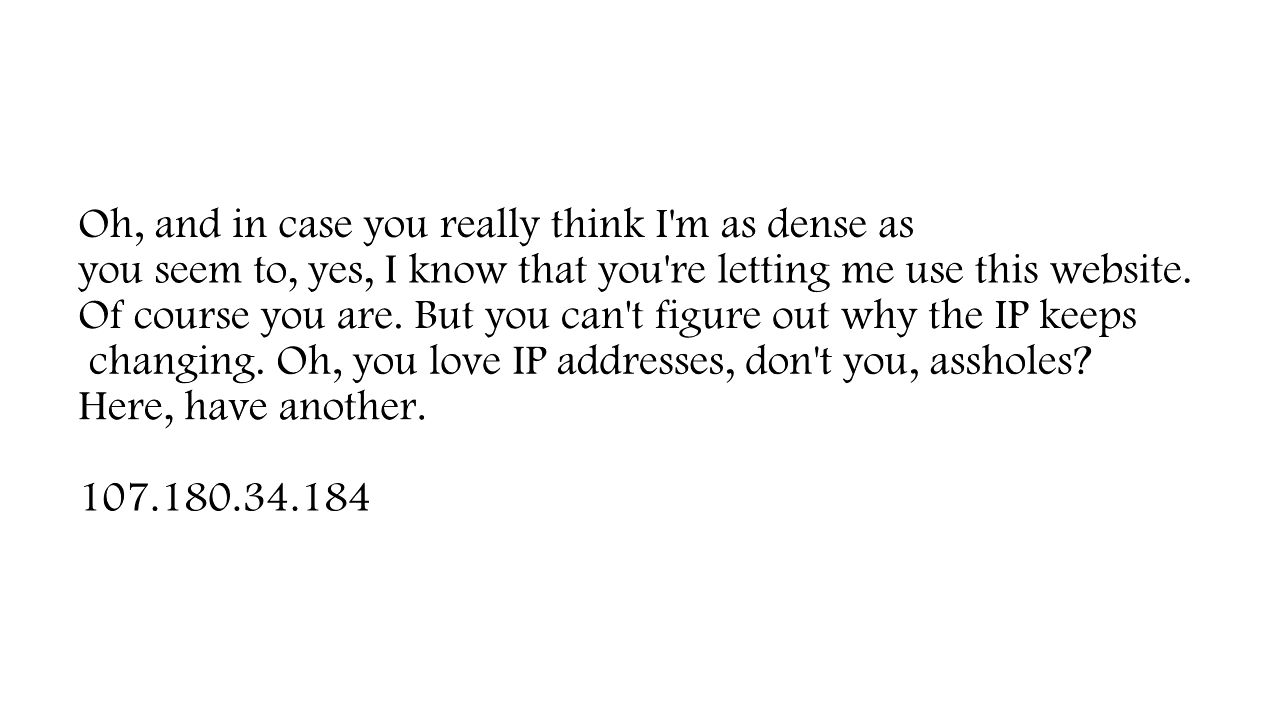 Oh, and in case you really think I'm as dense as
you seem to, yes, I know that you're letting me use this website.
Of course you are. But you can't figure out why the IP keeps
changing. Oh, you love IP addresses, don't you, assholes?
Here, have another.
107.180.34.184